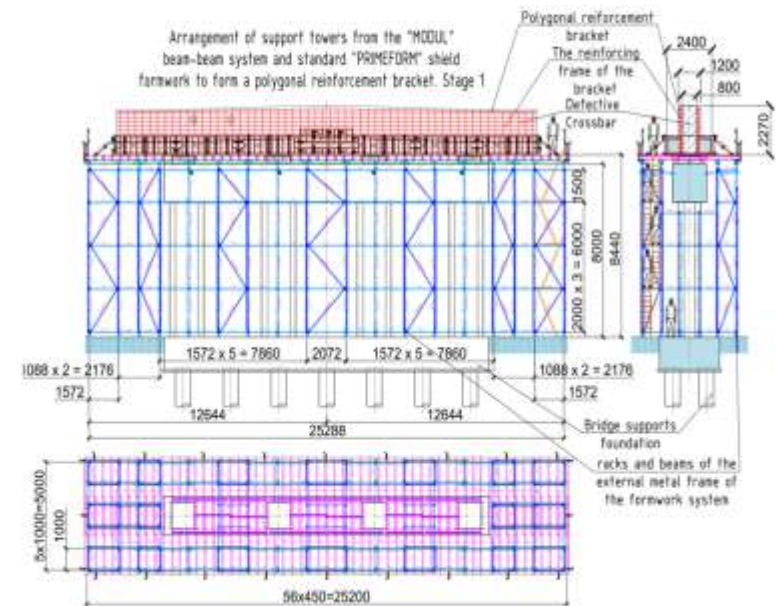 Arrangement of support towers from the "MODUL"
beam-beam system and standard "PRIMEFORM" shield
formwork to form a polygonal reinforcement bracket. Stage 1
Polygonal reiforcement
bracket
The reinforcing
frame of the
bracket
Defective
Crossbar
2400
1200
800
2270
1500
2000 x 3 = 6000
8000
8440
1572 x 5 = 7860
2072
1572 x 5 = 7860
1088 x 2 = 2176
1088 x 2 = 2176
1572
1572
12644
12644
25288
Bridge supports
foundation
racks and beams of the
external metal frame of
the formwork system
5x1000=5000
1000
56x450=25200